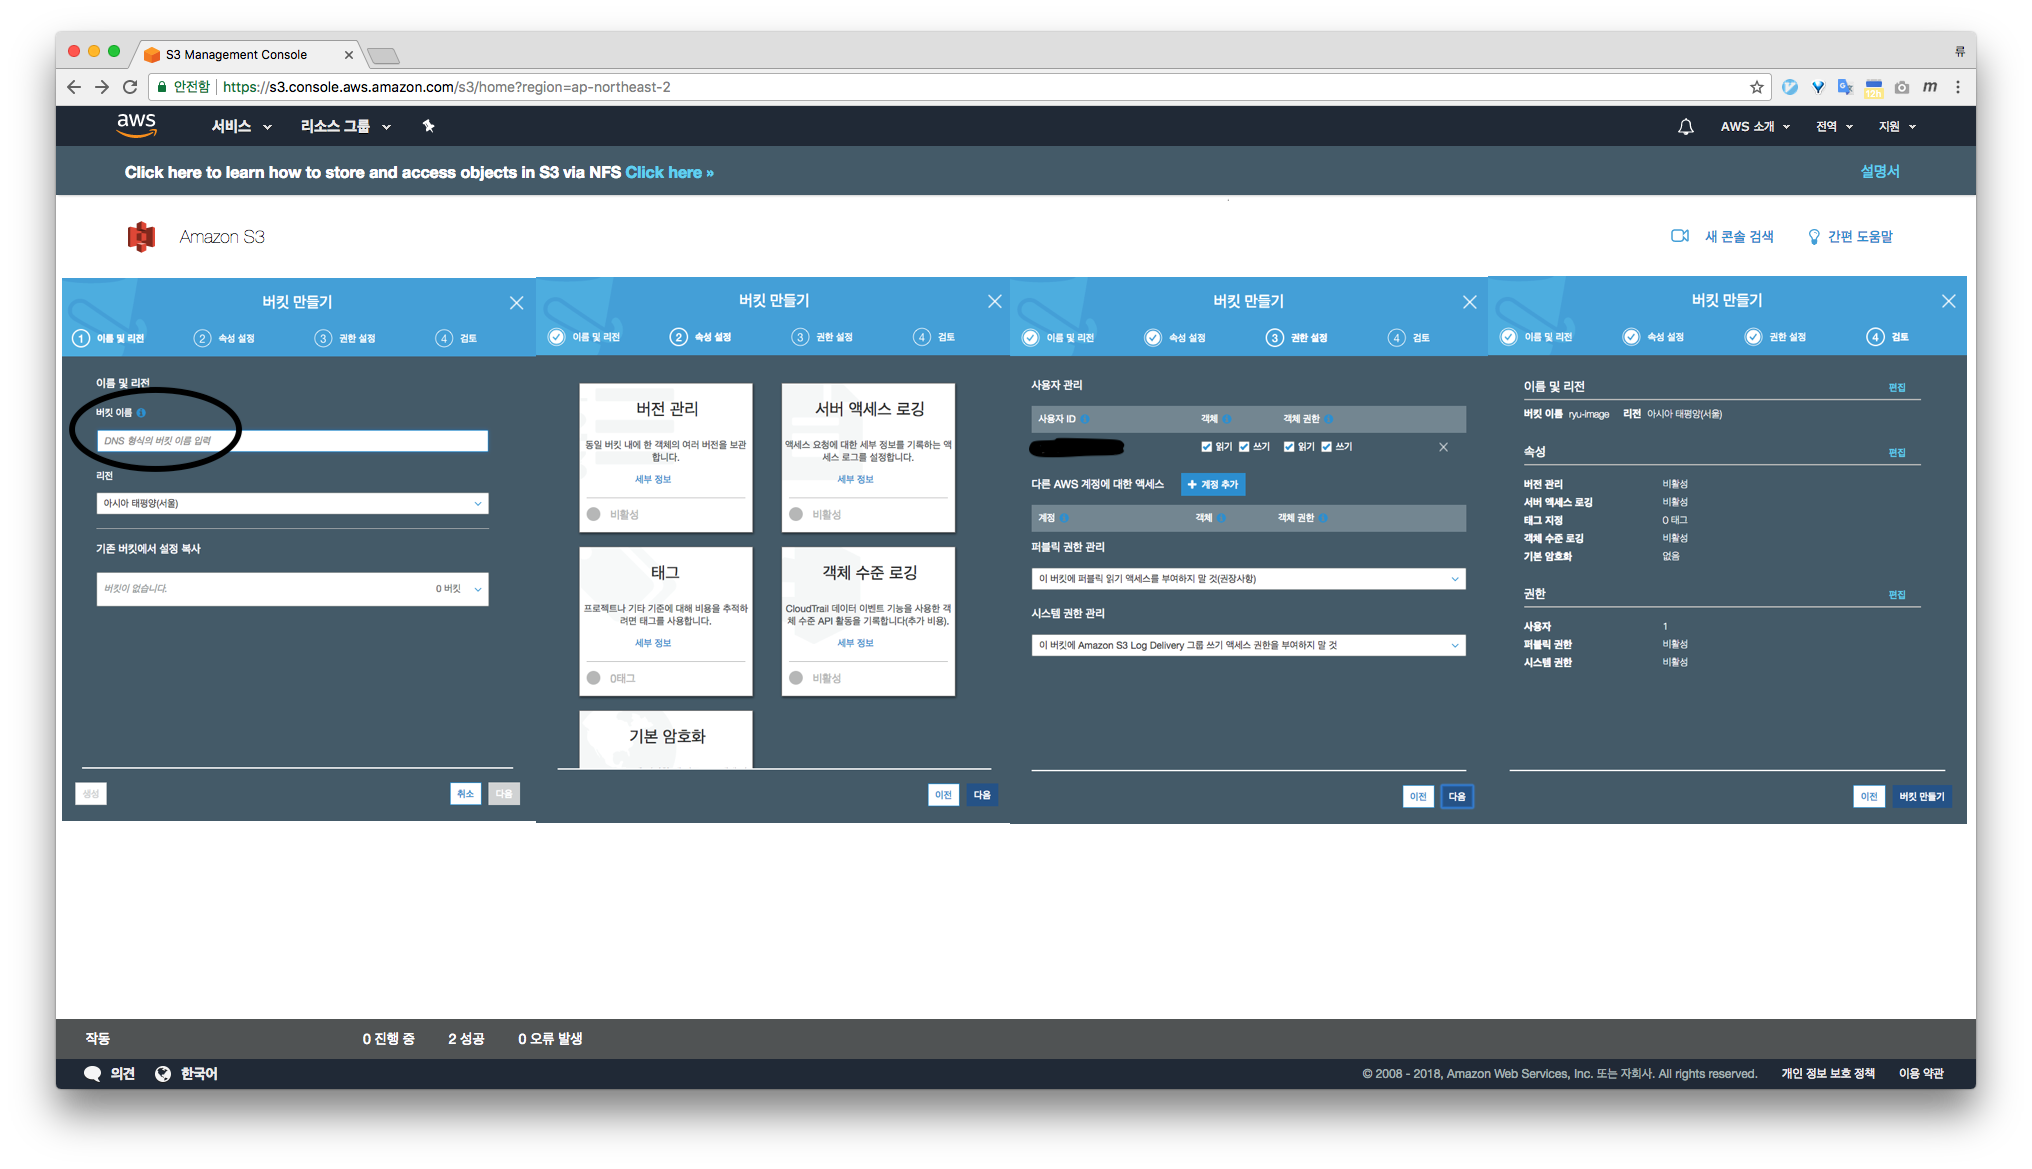 S3 Management Console
류
안전함 https://s3.console.aws.amazon.com/s3/home?region=ap-northeast-2
12h
m
aws 서비스 리소스 그룹 AWS 소개 전역 지원
Click here to learn how to store and access objects in S3 via NFS Click here » 설명서
Amazon S3 새 콘솔 검색 간편 도움말
버킷 만들기
1 이름 및 리전 2 속성 설정 3 권한 설정 4 검토
이름 및 리전
버킷 이름
DNS 형식의 버킷 이름 입력
리전
아시아 태평양(서울)
기존 버킷에서 설정 복사
버킷이 없습니다. 0 버킷
생성 취소 다음
버킷 만들기
이름 및 리전 2 속성 설정 3 권한 설정 4 검토
버전 관리
동일 버킷 내에 한 객체의 여러 버전을 보관
합니다.
세부 정보
비활성
서버 액세스 로깅
액세스 요청에 대한 세부 정보를 기록하는 액
세스 로그를 설정합니다.
세부 정보
비활성
태그
프로젝트나 기타 기준에 대해 비용을 추적하
려면 태그를 사용합니다.
세부 정보
0태그
객체 수준 로깅
CloudTrail 데이터 이벤트 기능을 사용한 객
체 수준 API 활동을 기록합니다(추가 비용).
세부 정보
비활성
기본 암호화
이전 다음
버킷 만들기
이름 및 리전 속성 설정 3 권한 설정 4 검토
사용자 관리
사용자 ID 객체 객체 권한
읽기 쓰기 읽기 쓰기
다른 AWS 계정에 대한 액세스 + 계정 추가
계정 객체 객체 권한
퍼블릭 권한 관리
이 버킷에 퍼블릭 읽기 액세스를 부여하지 말 것(권장사항)
시스템 권한 관리
이 버킷에 Amazon S3 Log Delivery 그룹 쓰기 액세스 권한을 부여하지 말 것
이전 다음
버킷 만들기
이름 및 리전 속성 설정 권한 설정 4 검토
이름 및 리전 편집
버킷 이름 ryu-image 리전 아시아 태평양(서울)
속성 편집
버전 관리 비활성
서버 액세스 로깅 비활성
태그 지정 0 태그
객체 수준 로깅 비활성
기본 암호화 없음
권한 편집
사용자 1
퍼블릭 권한 비활성
시스템 권한 비활성
이전 버킷 만들기
작동 0 진행 중 2 성공 0 오류 발생
의견 한국어 © 2008 - 2018, Amazon Web Services, Inc. 또는 자회사. All rights reserved. 개인 정보 보호 정책 이용 약관